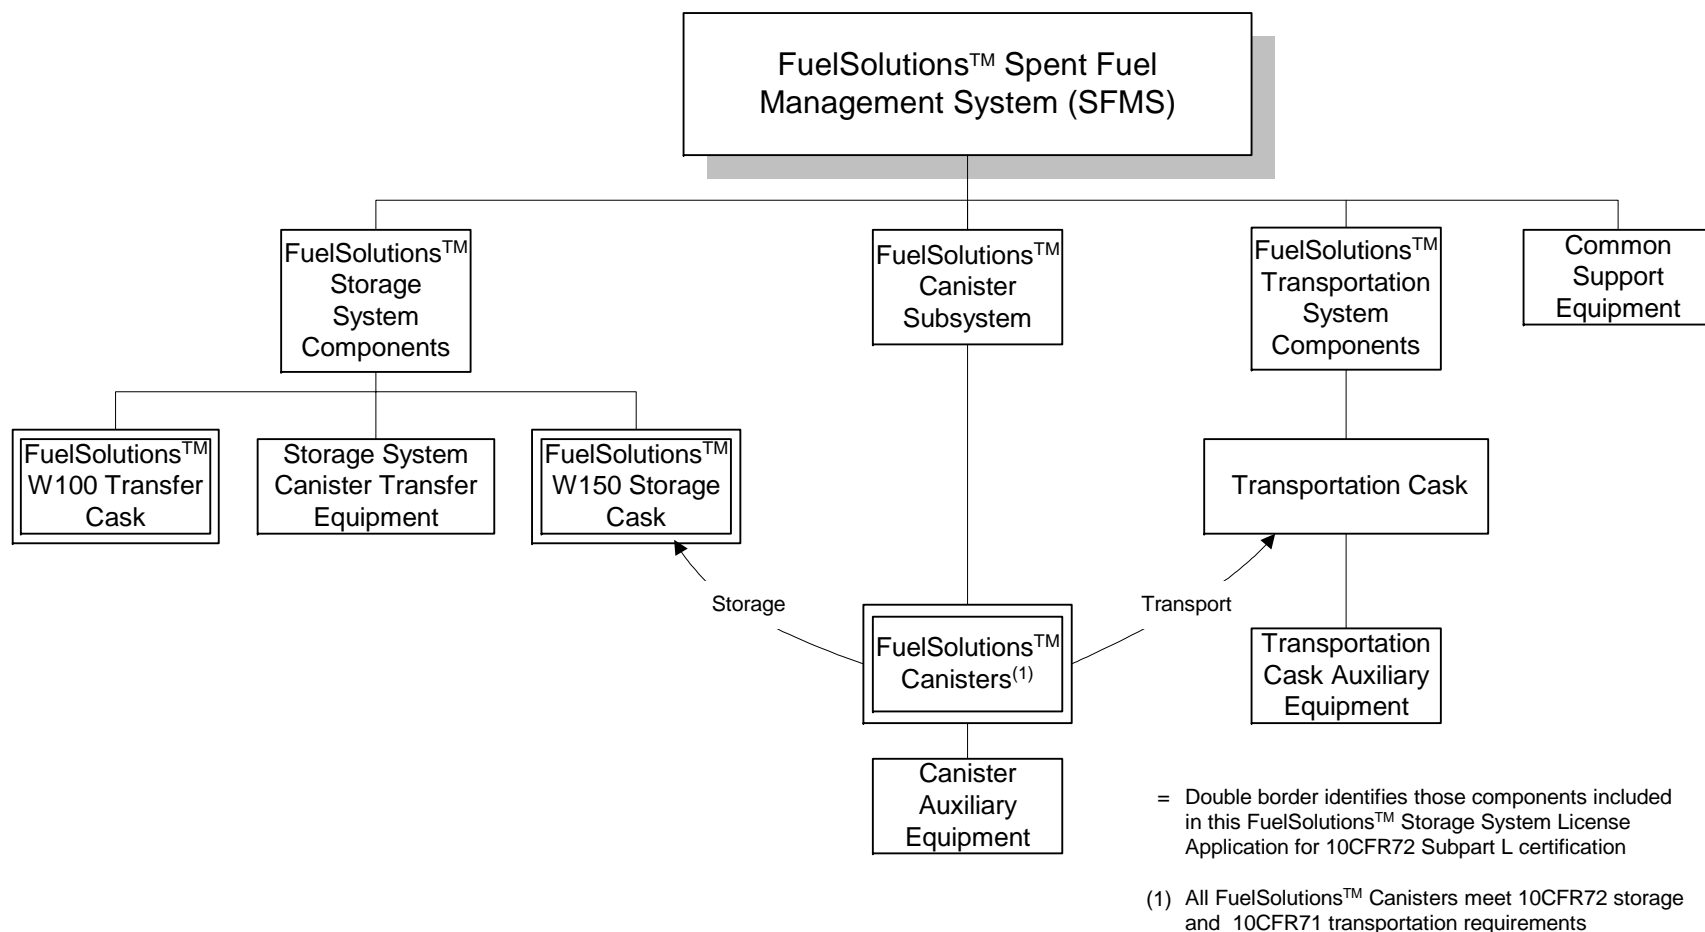 FuelSolutions™ Spent Fuel
Management System (SFMS)
FuelSolutions™
Storage
System
Components
FuelSolutions™
Canister
Subsystem
FuelSolutions™
Transportation
System
Components
Common
Support
Equipment
FuelSolutions™
W100 Transfer
Cask
Storage System
Canister Transfer
Equipment
FuelSolutions™
W150 Storage
Cask
Transportation Cask
Storage
Transport
FuelSolutions™
Canisters(1)
Transportation
Cask Auxiliary
Equipment
Canister
Auxiliary
Equipment
= Double border identifies those components included
in this FuelSolutions™ Storage System License
Application for 10CFR72 Subpart L certification
(1) All FuelSolutions™ Canisters meet 10CFR72 storage
and 10CFR71 transportation requirements